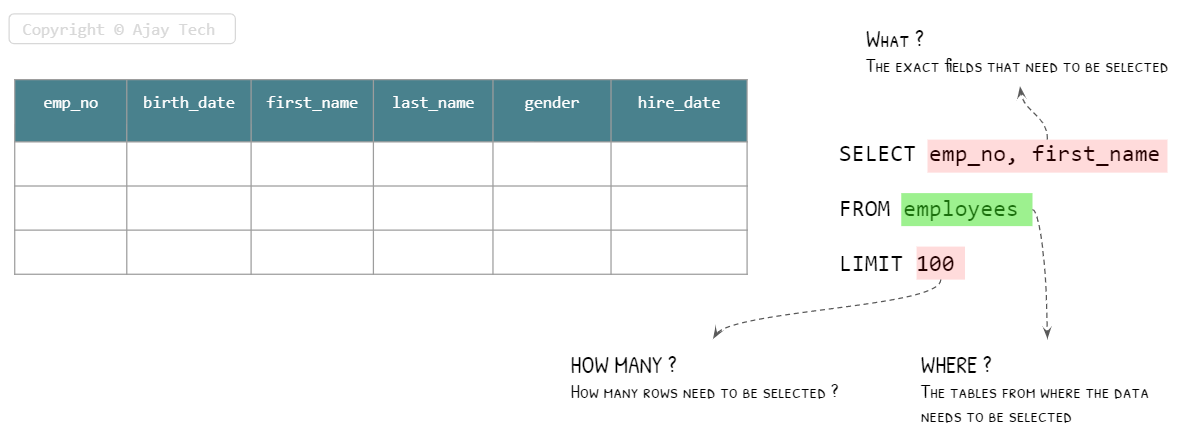 Copyright © Ajay Tech
emp_no birth_date first_name last_name gender hire_date
What ?
The exact fields that need to be selected
SELECT emp_no, first_name
FROM employees
LIMIT 100
HOW MANY ?
How many rows need to be selected ?
WHERE ?
The tables from where the data
needs to be selected